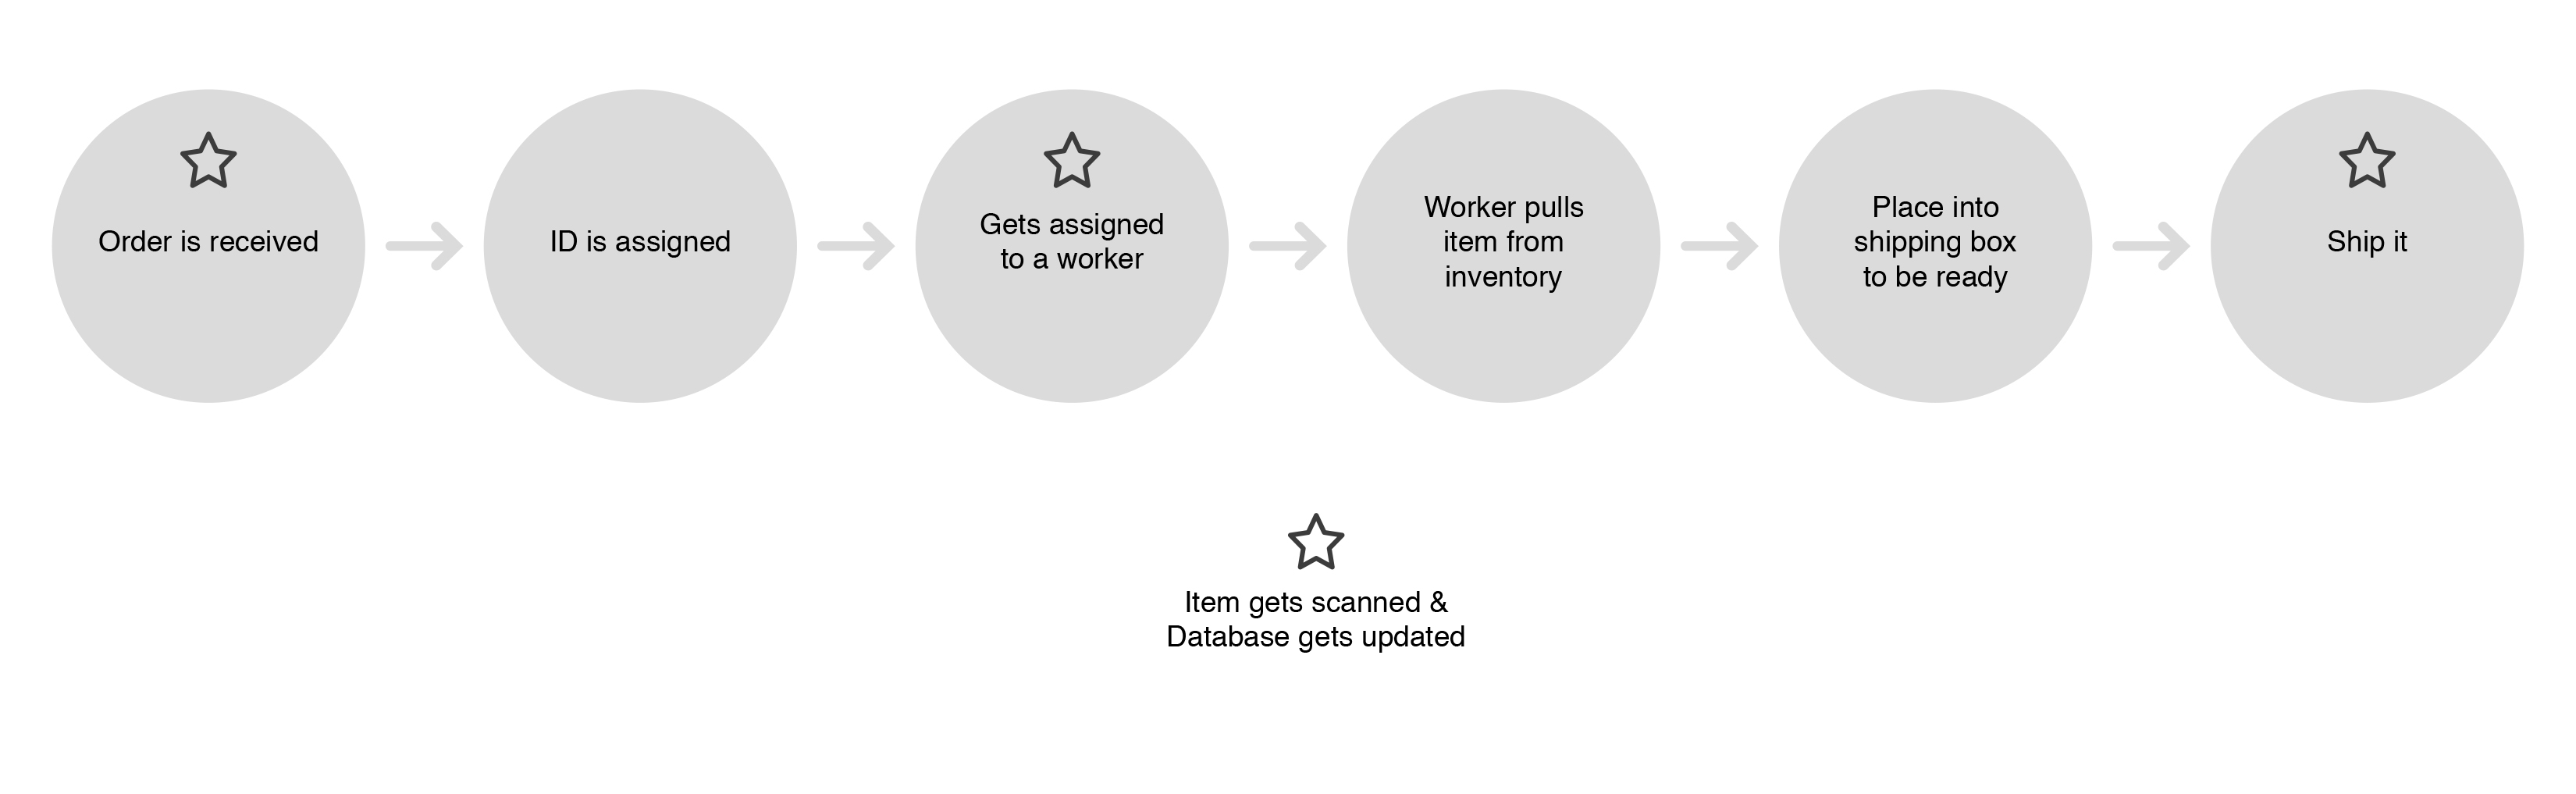 Order is received
ID is assigned
Gets assigned
to a worker
Worker pulls
item from
inventory
Place into
shipping box
to be ready
Ship it
Item gets scanned &
Database gets updated